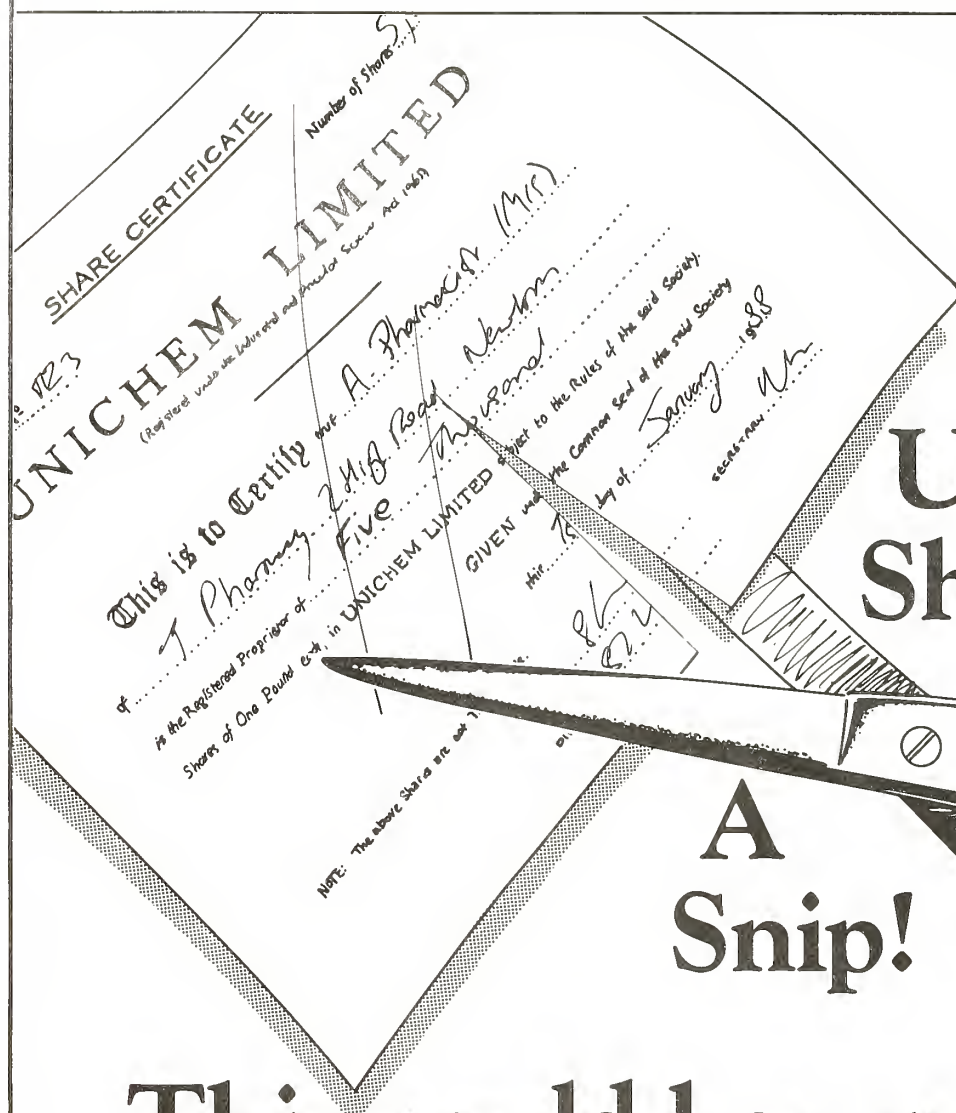 SHARE CERTIFICATE
Number of Shares
UNICHEM LIMITED
(Registered under the Industrial and Provident Societies Act 1965)
This is to Certify that A. Pharmacist (Mr)
of J Pharmacy 2 High Road Newtown
is the Registered Proprietor of Five Thousand
Shares of One Pound each, in UNICHEM LIMITED subject to the Rules of the said Society.
GIVEN under the Common Seal of the said Society
this day of January 1988
SECRETARY
NOTE: The above Shares are not
U
Sh
A
Snip!